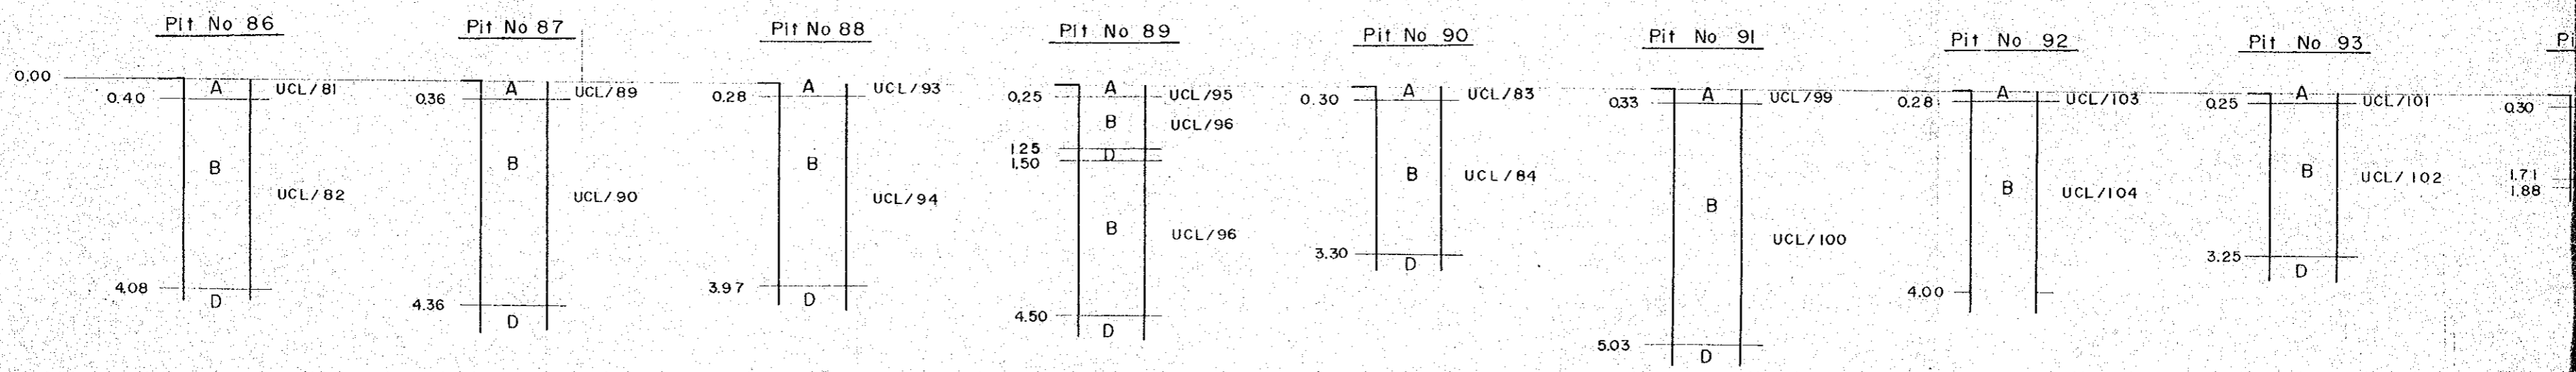 Pit No 86
0.00
A
UCL/81
0.40
B
UCL/82
4.08
D
Pit No 87
A
UCL/89
0.36
B
UCL/90
4.36
D
Pit No 88
A
UCL/93
0.28
B
UCL/94
3.97
D
Pit No 89
A
UCL/95
0.25
B
UCL/96
1.25
D
1.50
B
UCL/96
4.50
D
Pit No 90
A
UCL/83
0.30
B
UCL/84
3.30
D
Pit No 91
A
UCL/99
0.33
B
UCL/100
5.03
D
Pit No 92
A
UCL/103
0.28
B
UCL/104
4.00
Pit No 93
A
UCL/101
0.25
B
UCL/102
3.25
D
Pi
0.30
1.71
1.88